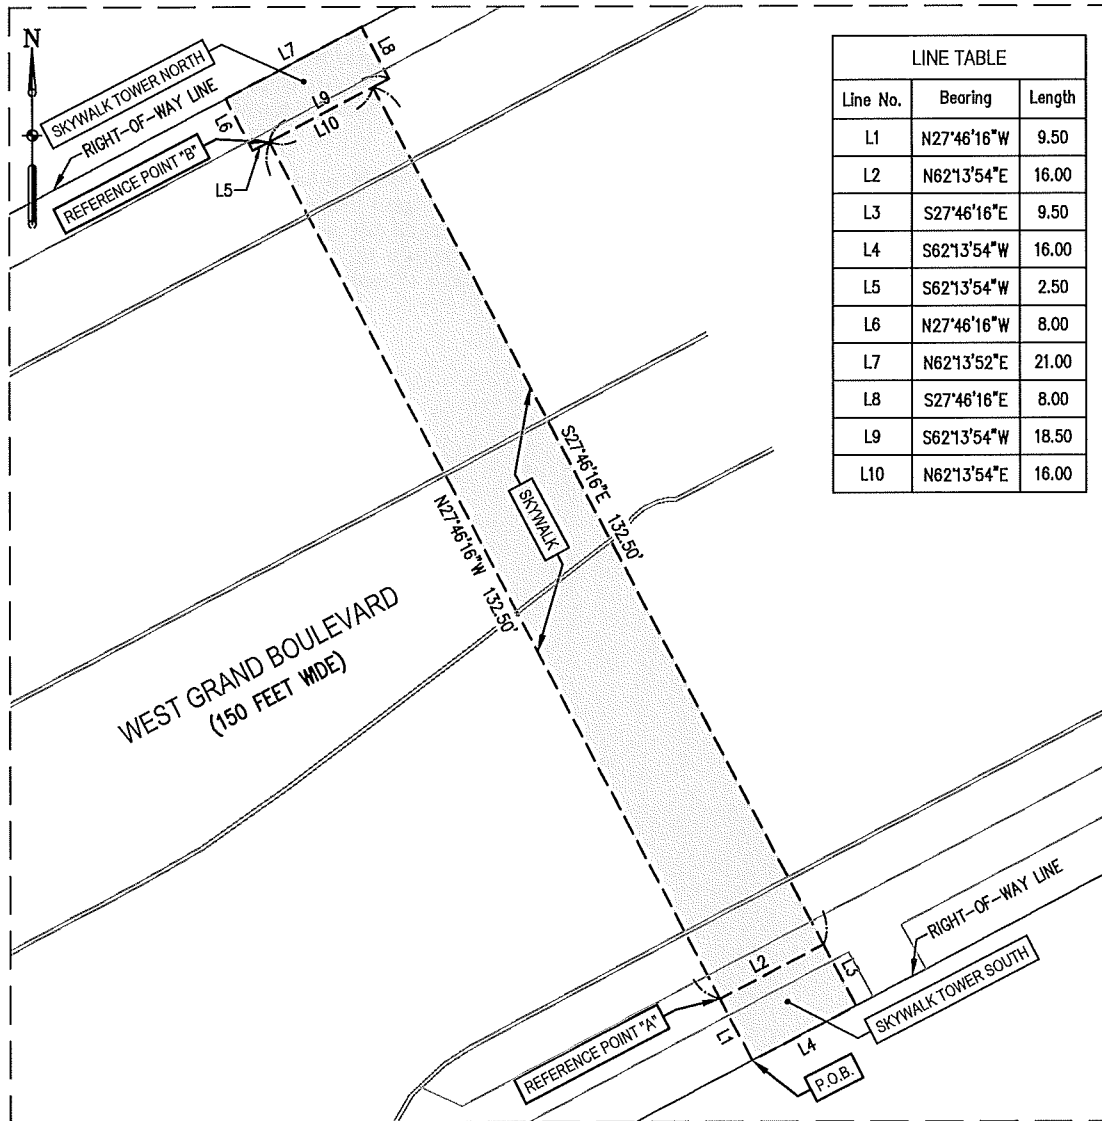 N
SKYWALK TOWER NORTH
RIGHT-OF-WAY LINE
REFERENCE POINT "B"
L5
L6
L7
L8
L9
L10
LINE TABLE
Line No. Bearing Length
L1 N27°46'16"W 9.50
L2 N62°13'54"E 16.00
L3 S27°46'16"E 9.50
L4 S62°13'54"W 16.00
L5 S62°13'54"W 2.50
L6 N27°46'16"W 8.00
L7 N62°13'52"E 21.00
L8 S27°46'16"E 8.00
L9 S62°13'54"W 18.50
L10 N62°13'54"E 16.00
S27°46'16"E 132.50'
SKYWALK
N27°46'16"W 132.50'
WEST GRAND BOULEVARD
(150 FEET WIDE)
L2
L3
RIGHT-OF-WAY LINE
SKYWALK TOWER SOUTH
REFERENCE POINT "A"
L1
L4
P.O.B.